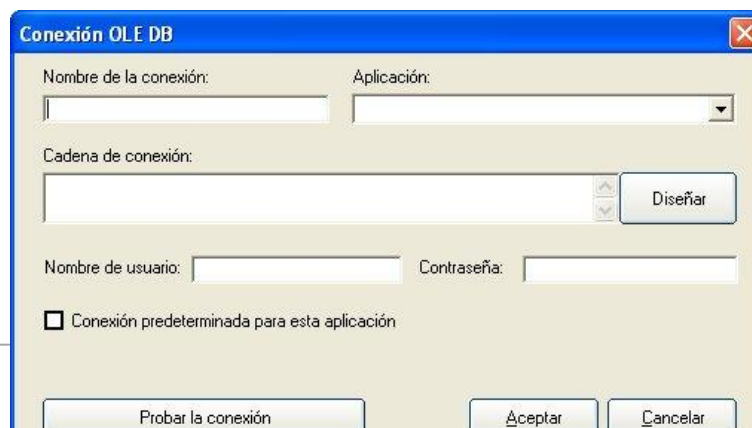 Conexión OLE DB
Nombre de la conexión: Aplicación:
Cadena de conexión:
Diseñar
Nombre de usuario: Contraseña:
Conexión predeterminada para esta aplicación
Probar la conexión Aceptar Cancelar